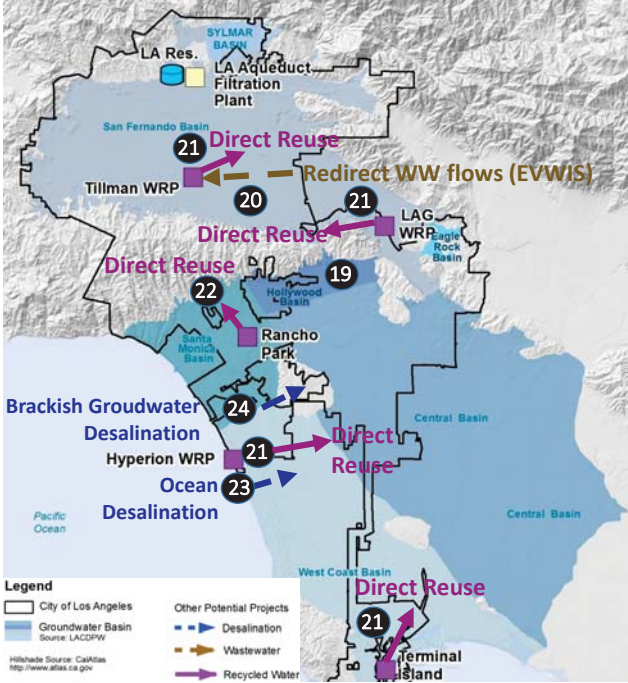 SYLMAR
BASIN
LA Res.
LA Aqueduct
Filtration
Plant
San Fernando Basin
21
Direct Reuse
Tillman WRP
Redirect WW flows (EVWIS)
20
21
LAG
WRP
Direct Reuse
Eagle
Rock
Basin
Direct Reuse
19
22
Hollywood
Basin
Santa
Monica
Basin
Rancho
Park
24
Brackish Groudwater
Desalination
Central Basin
21
Direct
Reuse
Hyperion WRP
23
Ocean
Desalination
Pacific
Ocean
Central Basin
West Coast Basin
Direct Reuse
21
Terminal
Island
Legend
City of Los Angeles
Groundwater Basin
Source: LACDPW
Hillshade Source: CalAtlas
http://www.atlas.ca.gov
Other Potential Projects
Desalination
Wastewater
Recycled Water